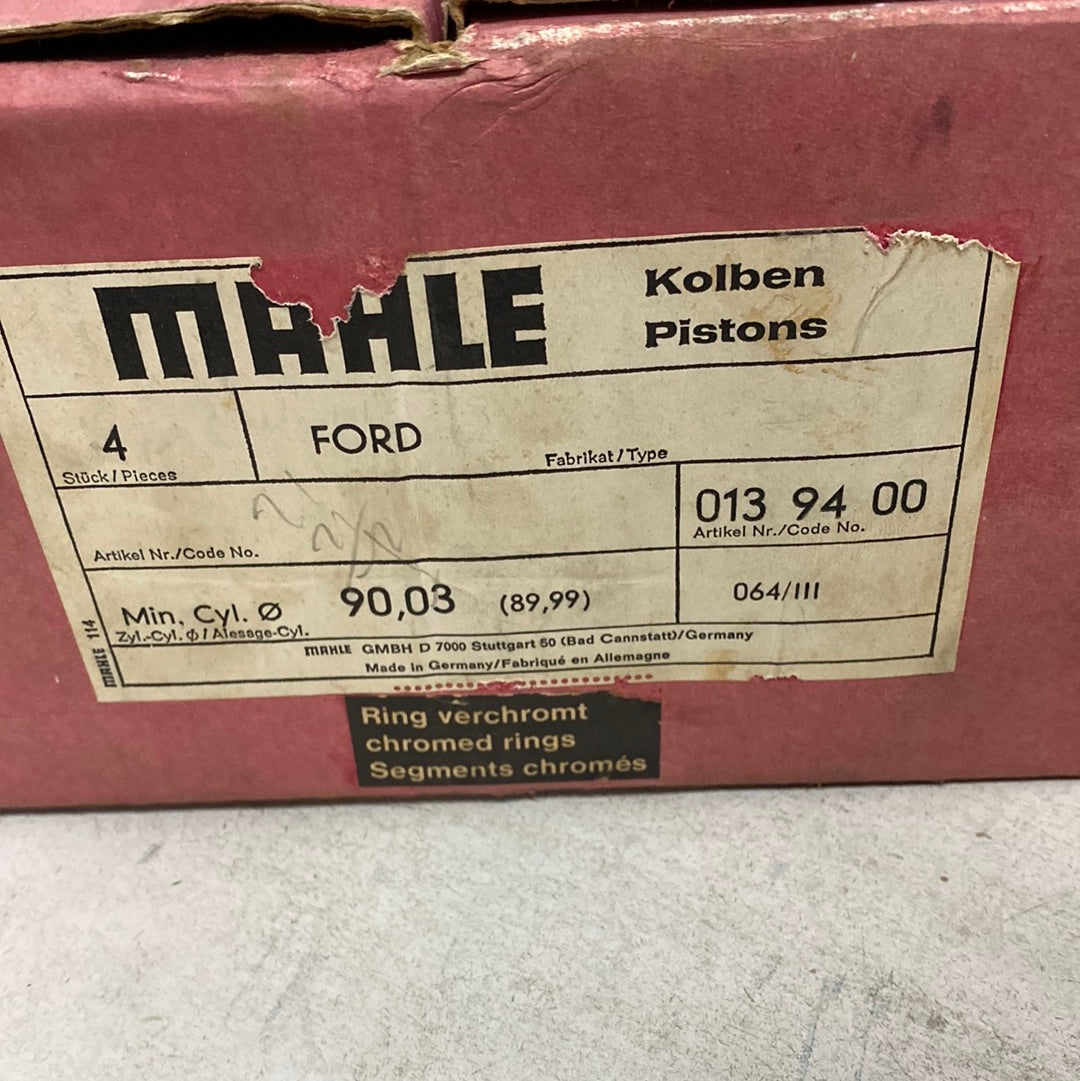 MAHLE
Kolben
Pistons
4
Stück/Pieces
FORD
Fabrikat/Type
Artikel Nr./Code No.
013 94 00
Artikel Nr./Code No.
Min. Cyl. Ø 90,03 (89,99)
Zyl.-Cyl. Ф/Alesage-Cyl.
064/III
MAHLE GMBH D 7000 Stuttgart 50 (Bad Cannstatt)/Germany
Made in Germany/Fabriqué en Allemagne
MAHLE 114
Ring verchromt
chromed rings
Segments chromés